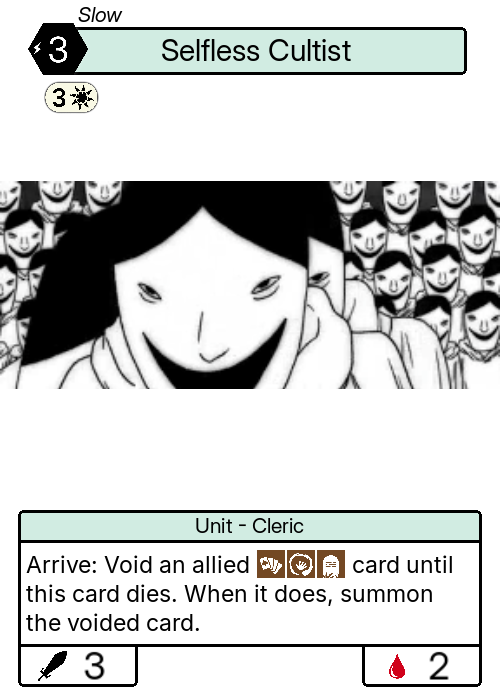 Slow
3 Selfless Cultist
3
Unit - Cleric
Arrive: Void an allied card until
this card dies. When it does, summon
the voided card.
3 2